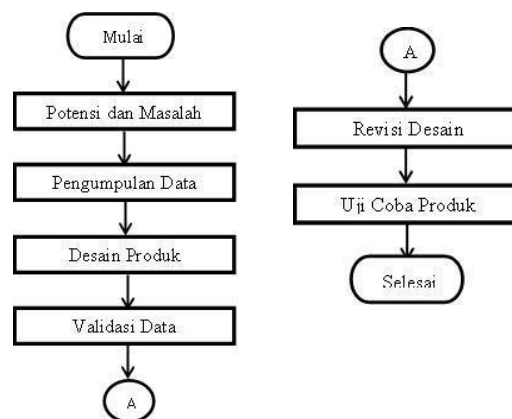 Mulai
Potensi dan Masalah
Pengumpulan Data
Desain Produk
Validasi Data
A
A
Revisi Desain
Uji Coba Produk
Selesai